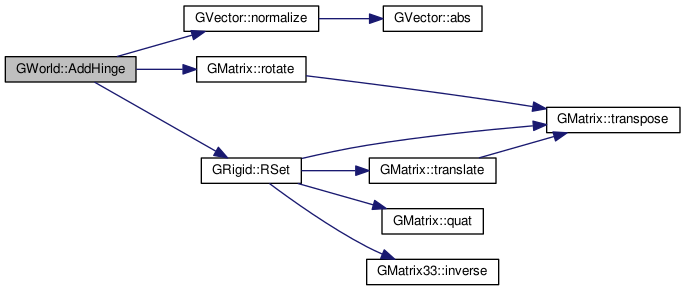 GWorld::AddHinge
GVector::normalize
GVector::abs
GMatrix::rotate
GMatrix::transpose
GRigid::RSet
GMatrix::translate
GMatrix::quat
GMatrix33::inverse